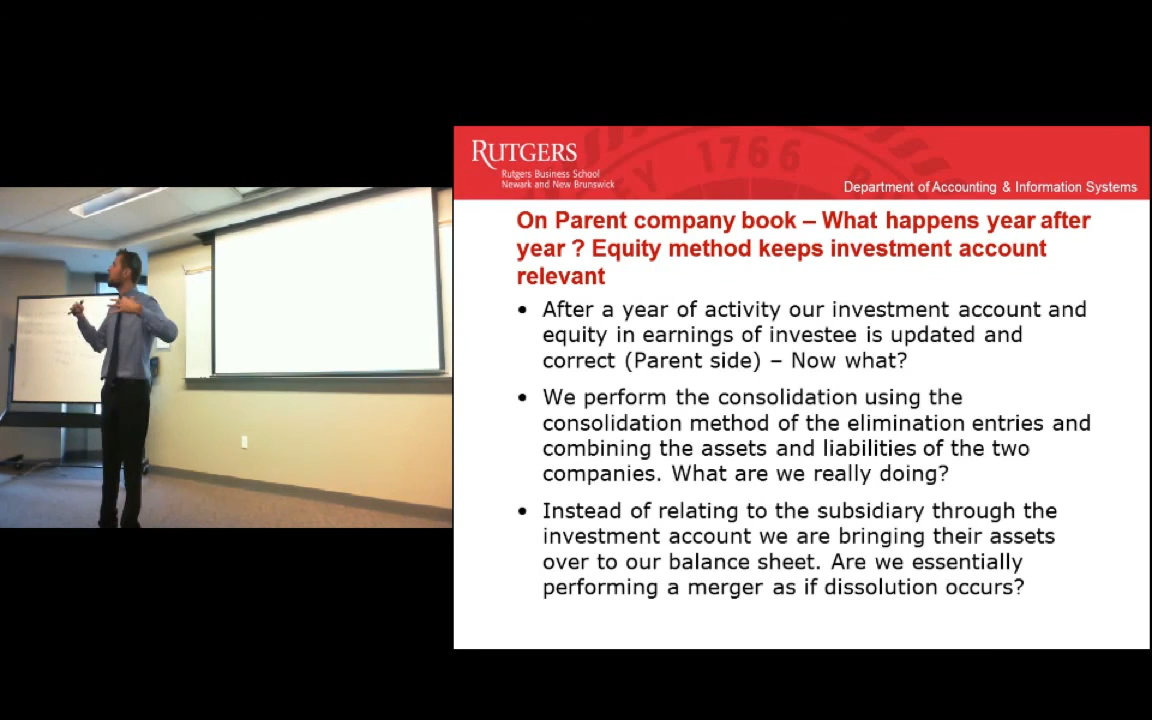 RUTGERS
Rutgers Business School
Newark and New Brunswick
1766
Department of Accounting & Information Systems
On Parent company book – What happens year after
year ? Equity method keeps investment account
relevant
• After a year of activity our investment account and
equity in earnings of investee is updated and
correct (Parent side) – Now what?
• We perform the consolidation using the
consolidation method of the elimination entries and
combining the assets and liabilities of the two
companies. What are we really doing?
• Instead of relating to the subsidiary through the
investment account we are bringing their assets
over to our balance sheet. Are we essentially
performing a merger as if dissolution occurs?